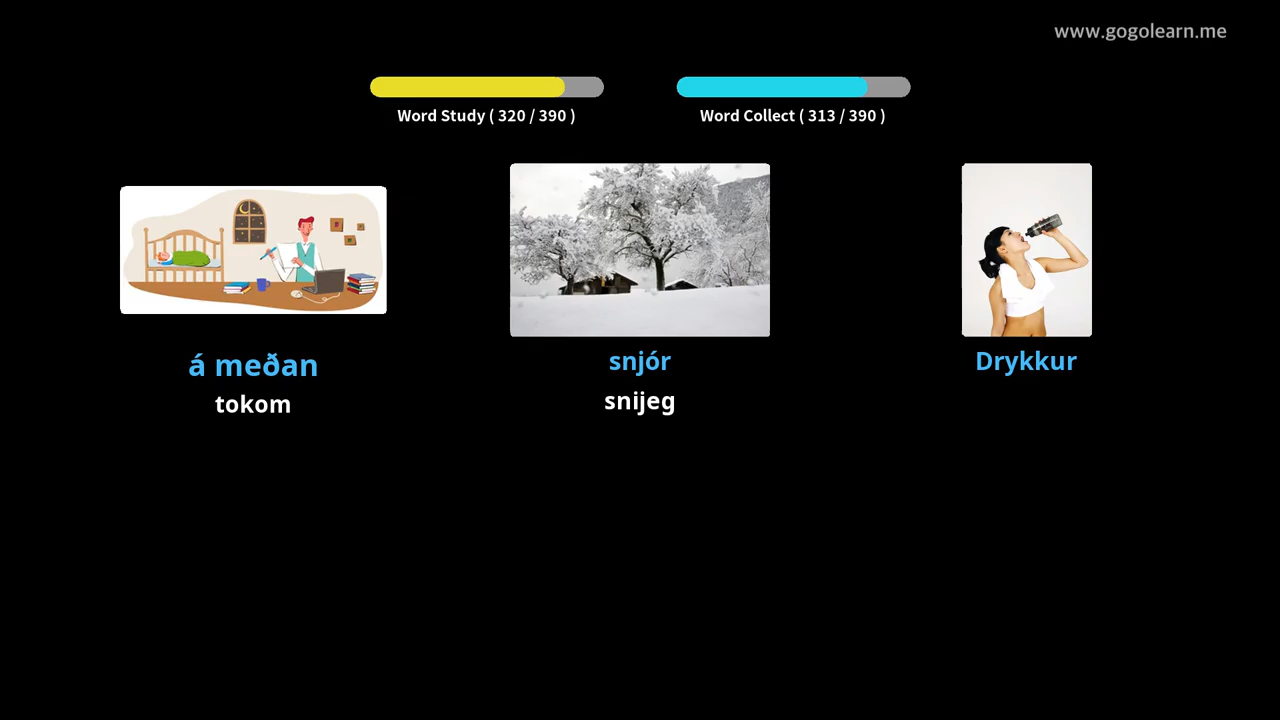 www.gogolearn.me
Word Study ( 320 / 390 )
Word Collect ( 313 / 390 )
á meðan
tokom
snjór
snijeg
Drykkur